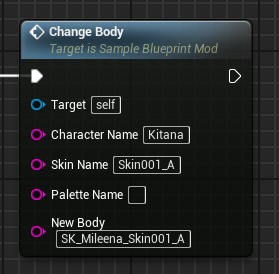 Change Body
Target is Sample Blueprint Mod
Target self
Character Name Kitana
Skin Name Skin001_A
Palette Name
New Body
SK_Mileena_Skin001_A